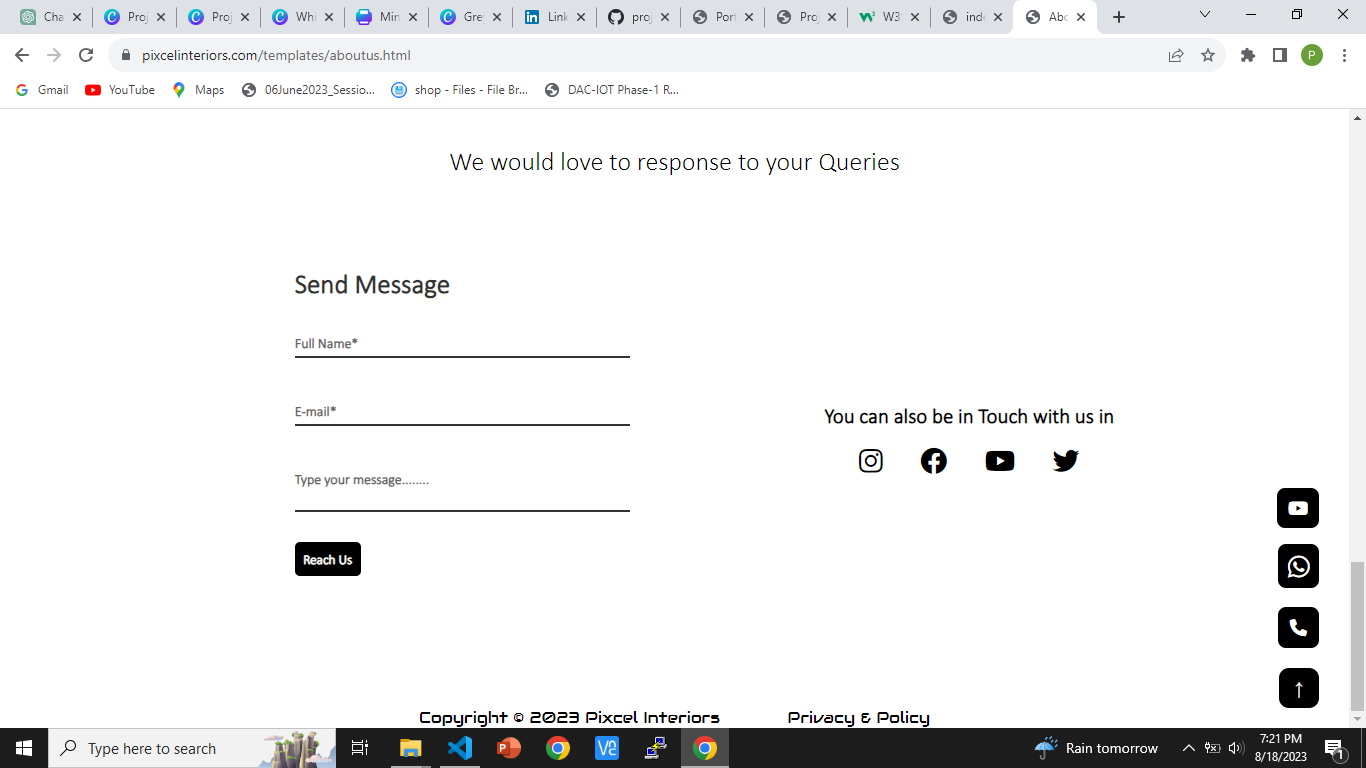 Cha
Proj
Proj
Whi
Min
Gre
Link
proj
Port
Proj
W3
inde
Abo
pixcelinteriors.com/templates/aboutus.html
P
Gmail
YouTube
Maps
06June2023_Sessio...
shop - Files - File Br...
DAC-IOT Phase-1 R...
We would love to response to your Queries
Send Message
Full Name*
E-mail*
You can also be in Touch with us in
Type your message........
Reach Us
Copyright © 2023 Pixcel Interiors
Privacy & Policy
Type here to search
Rain tomorrow
7:21 PM
8/18/2023
1